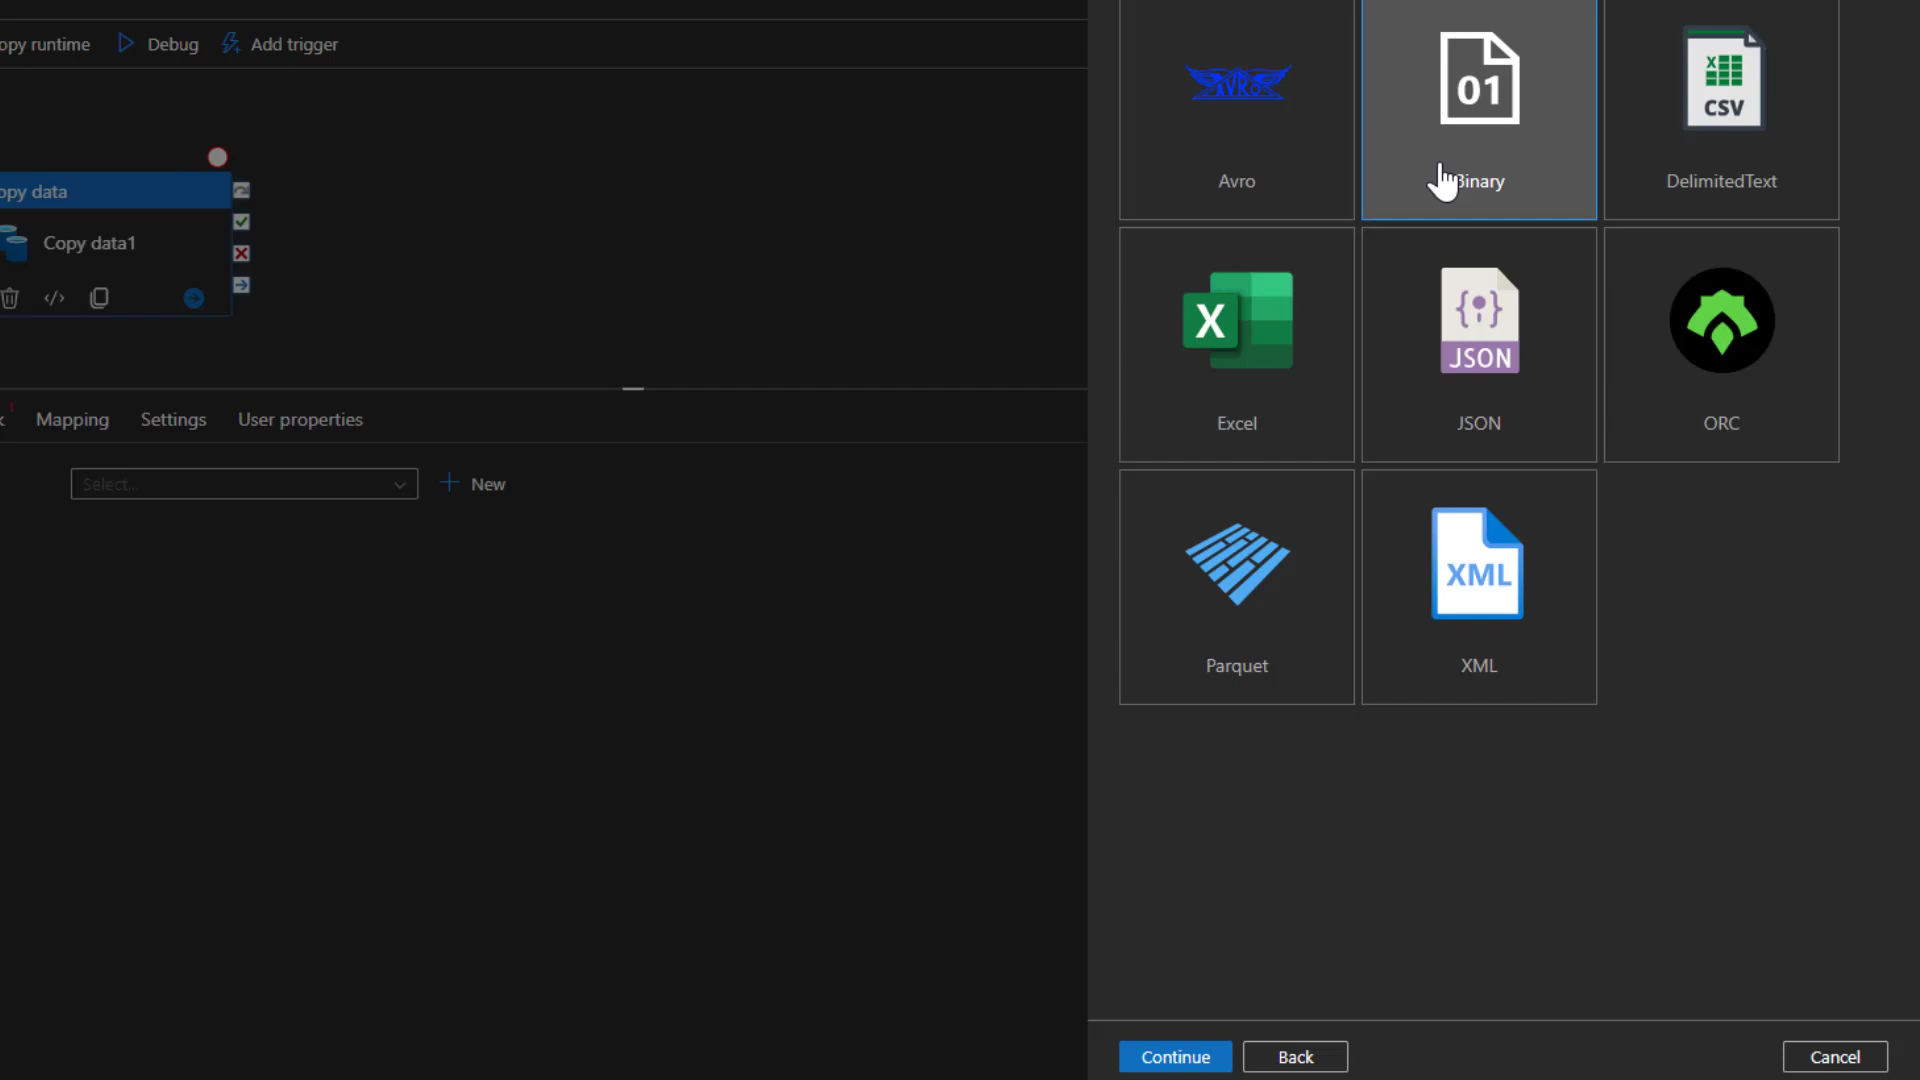 opy runtime
Debug
Add trigger
opy data
Copy data1
Mapping
Settings
User properties
Select...
New
AVRO
Avro
01
Binary
CSV
DelimitedText
X
Excel
JSON
JSON
ORC
Parquet
XML
XML
Continue
Back
Cancel